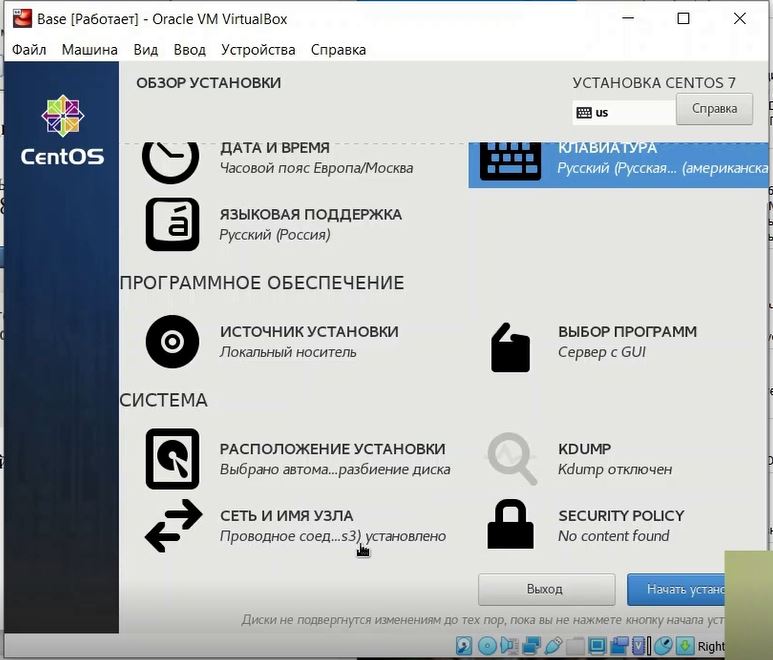 Base [Работает] - Oracle VM VirtualBox
Файл Машина Вид Ввод Устройства Справка
ОБЗОР УСТАНОВКИ
УСТАНОВКА CENTOS 7
us
Справка
CentOS
ДАТА И ВРЕМЯ
Часовой пояс Европа/Москва
КЛАВИАТУРА
Русский (Русская... (американска
ЯЗЫКОВАЯ ПОДДЕРЖКА
Русский (Россия)
ПРОГРАММНОЕ ОБЕСПЕЧЕНИЕ
ИСТОЧНИК УСТАНОВКИ
Локальный носитель
ВЫБОР ПРОГРАММ
Сервер с GUI
СИСТЕМА
РАСПОЛОЖЕНИЕ УСТАНОВКИ
Выбрано автома...разбиение диска
KDUMP
Kdump отключен
СЕТЬ И ИМЯ УЗЛА
Проводное соед...s3) установлено
SECURITY POLICY
No content found
Выход
Начать устано
Диски не подвергнутся изменениям до тех пор, пока вы не нажмете кнопку начала уст
Right